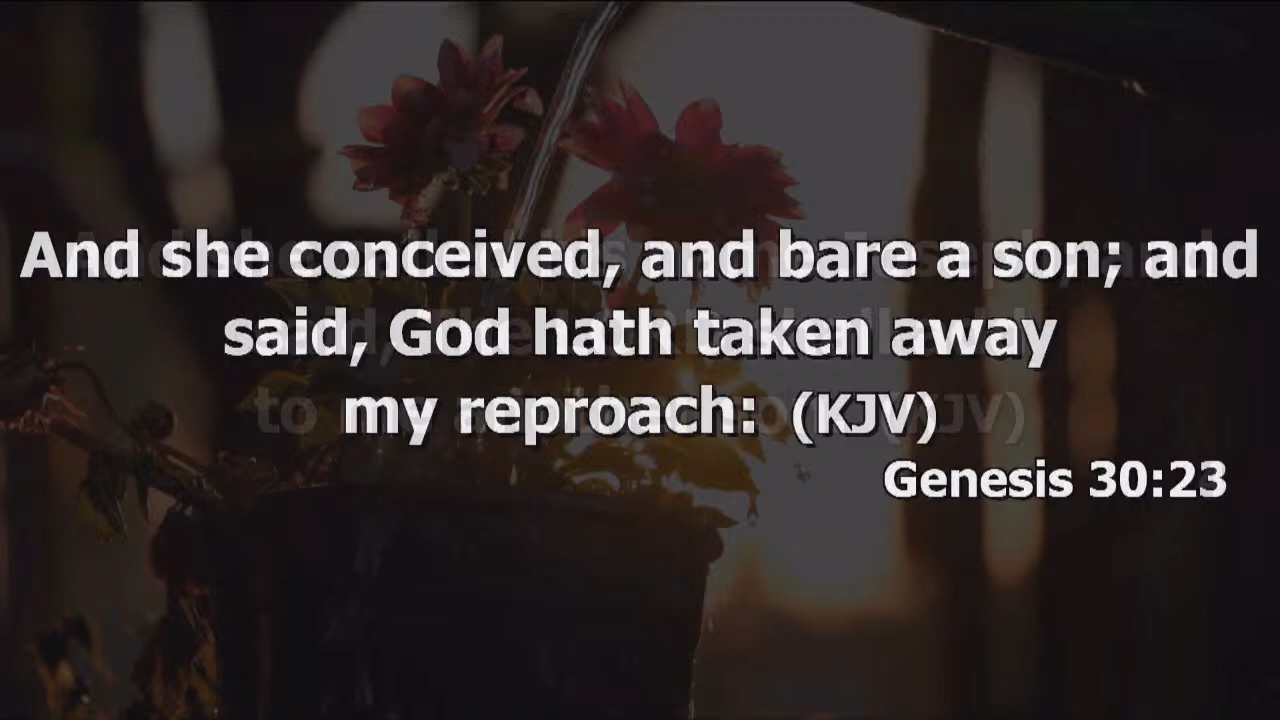 And she conceived, and bare a son; and
said, God hath taken away
my reproach: (KJV)
Genesis 30:23